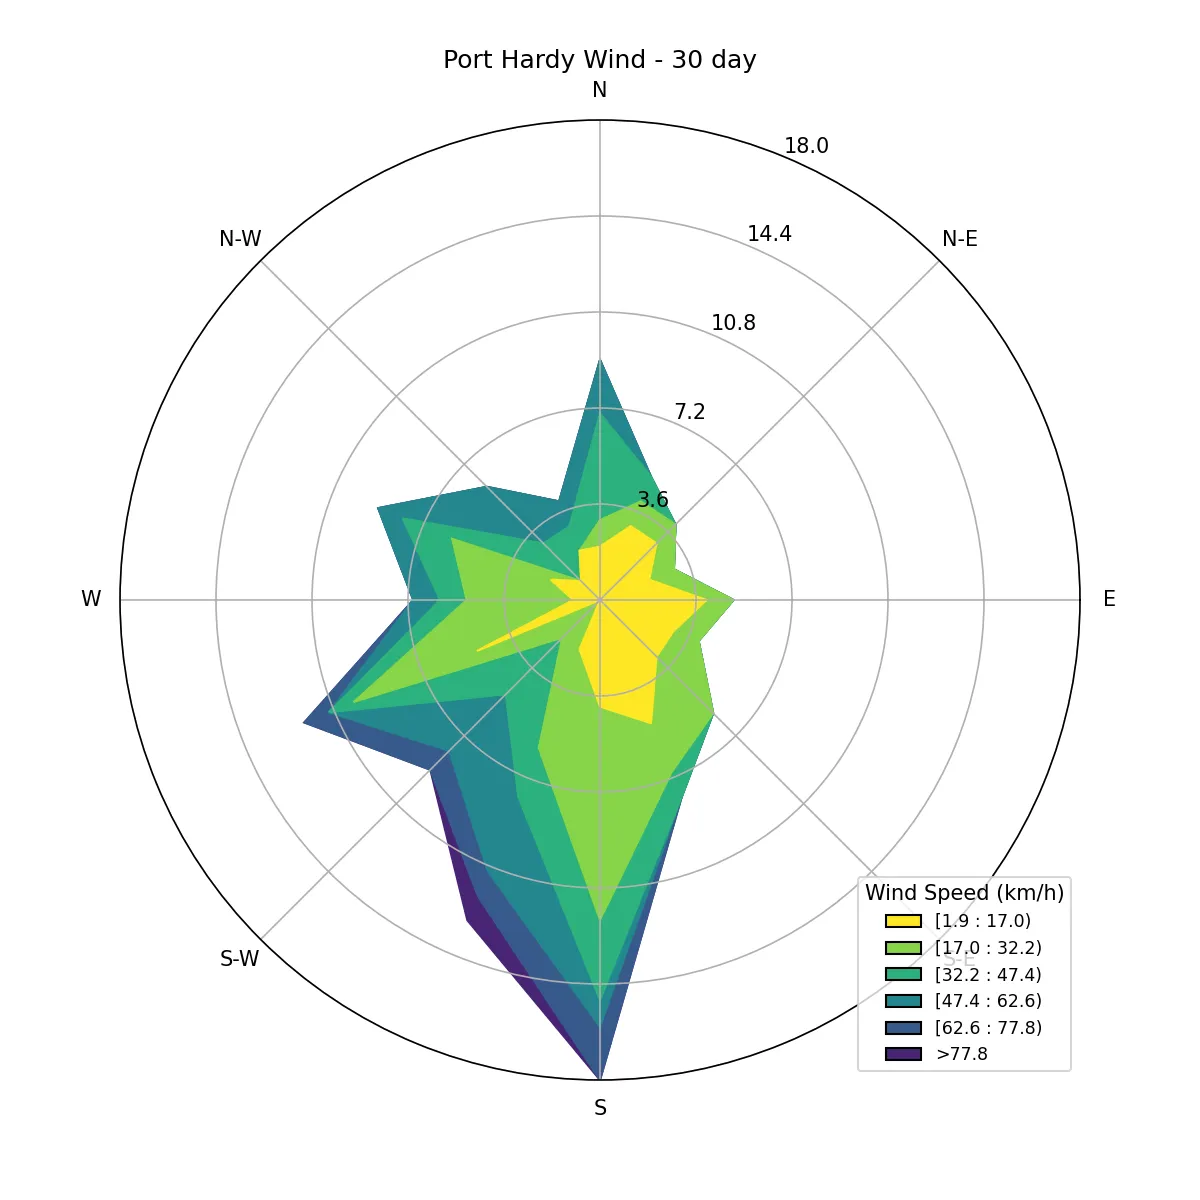 Port Hardy Wind - 30 day
N
18.0
14.4
N-W
N-E
10.8
7.2
3.6
W
E
Wind Speed (km/h)
[1.9 : 17.0)
[17.0 : 32.2)
S-W
S-E
[32.2 : 47.4)
[47.4 : 62.6)
[62.6 : 77.8)
>77.8
S